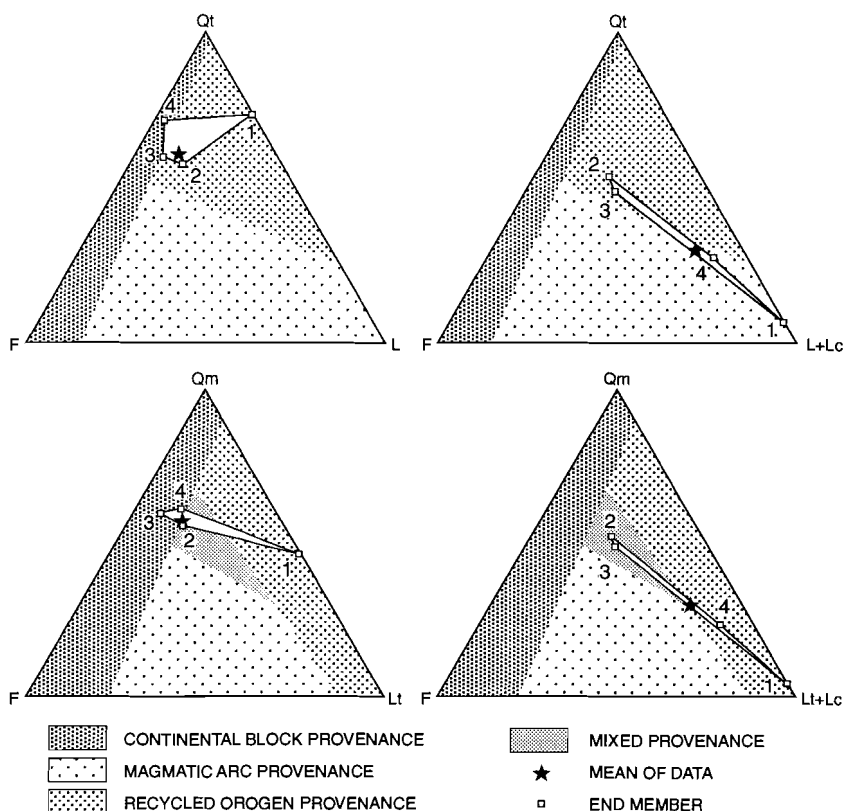 Qt
4
1
3
2
F
L
Qt
2
3
4
1
F
L+Lc
Qm
4
3
2
1
F
Lt
Qm
2
3
4
1
F
Lt+Lc
CONTINENTAL BLOCK PROVENANCE
MAGMATIC ARC PROVENANCE
RECYCLED OROGEN PROVENANCE
MIXED PROVENANCE
MEAN OF DATA
END MEMBER